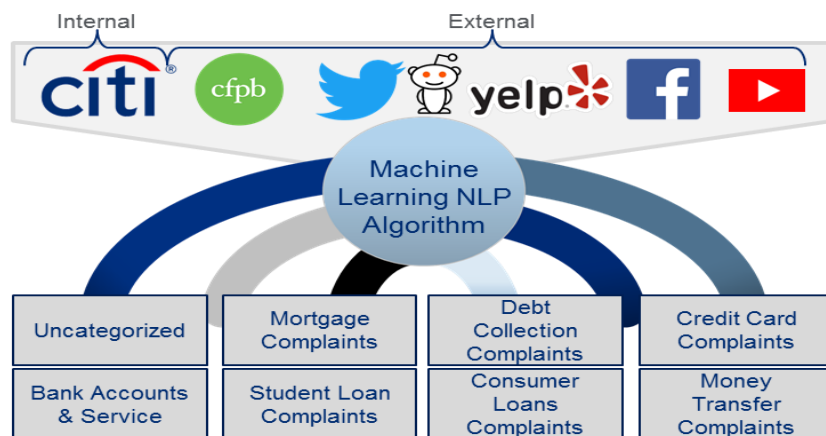 Internal
External
citi®
cfpb
yelp
Machine
Learning NLP
Algorithm
Uncategorized
Mortgage
Complaints
Debt
Collection
Complaints
Credit Card
Complaints
Bank Accounts
& Service
Student Loan
Complaints
Consumer
Loans
Complaints
Money
Transfer
Complaints